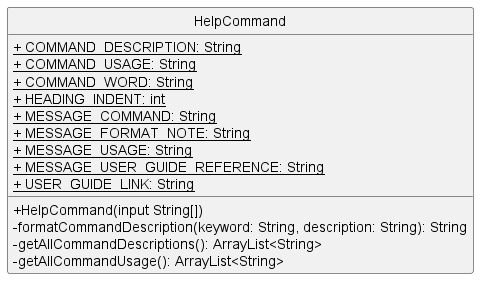 HelpCommand
+ COMMAND_DESCRIPTION: String
+ COMMAND_USAGE: String
+ COMMAND_WORD: String
+ HEADING_INDENT: int
+ MESSAGE_COMMAND: String
+ MESSAGE_FORMAT_NOTE: String
+ MESSAGE_USAGE: String
+ MESSAGE_USER_GUIDE_REFERENCE: String
+ USER_GUIDE_LINK: String
+HelpCommand(input String[])
-formatCommandDescription(keyword: String, description: String): String
-getAllCommandDescriptions(): ArrayList<String>
-getAllCommandUsage(): ArrayList<String>